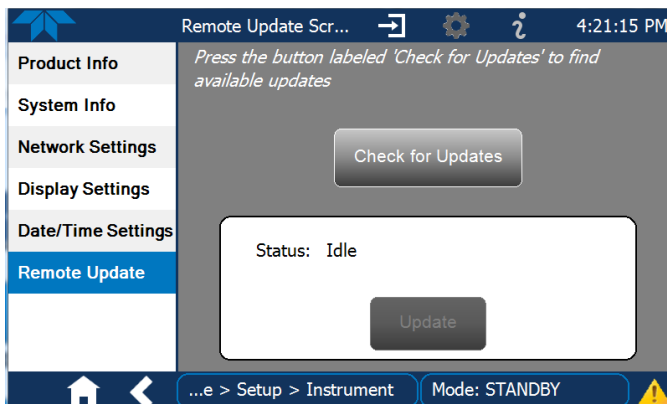 Remote Update Scr... 4:21:15 PM
Product Info
System Info
Network Settings
Display Settings
Date/Time Settings
Remote Update
Press the button labeled 'Check for Updates' to find
available updates
Check for Updates
Status: Idle
Update
...e > Setup > Instrument
Mode: STANDBY